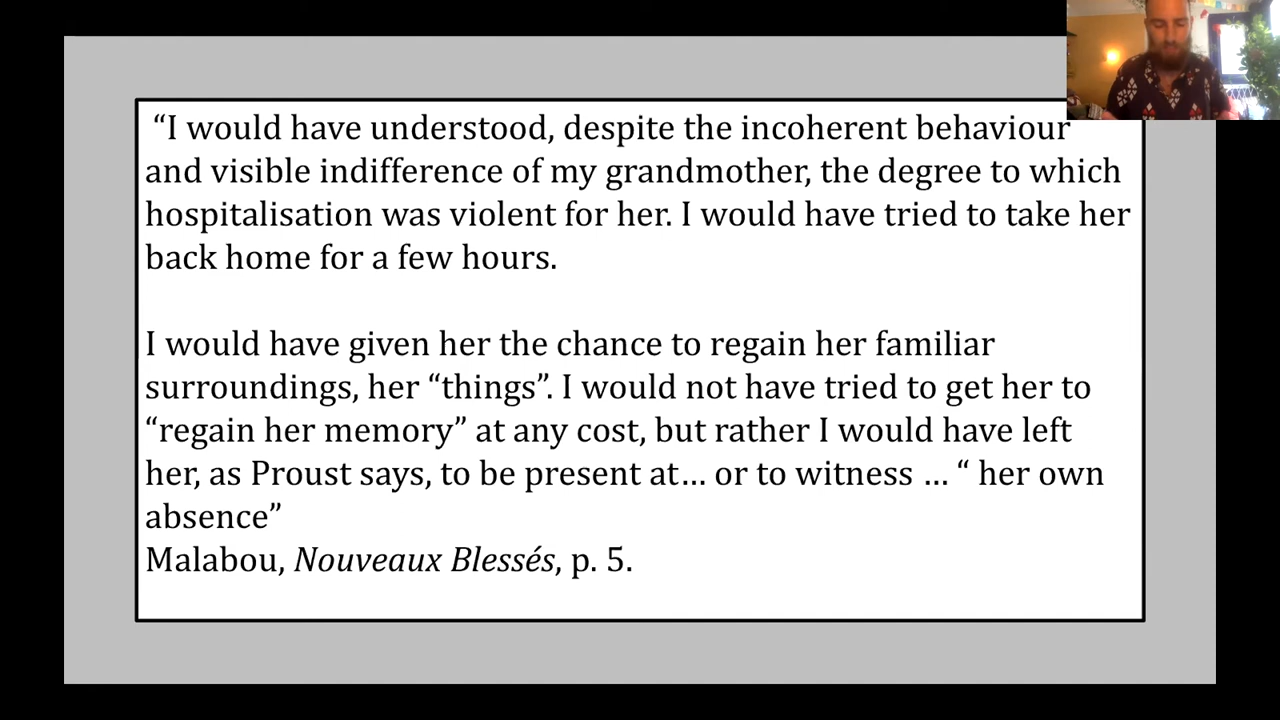 “I would have understood, despite the incoherent behaviour
and visible indifference of my grandmother, the degree to which
hospitalisation was violent for her. I would have tried to take her
back home for a few hours.
I would have given her the chance to regain her familiar
surroundings, her “things”. I would not have tried to get her to
“regain her memory” at any cost, but rather I would have left
her, as Proust says, to be present at… or to witness … “ her own
absence”
Malabou, Nouveaux Blessés, p. 5.